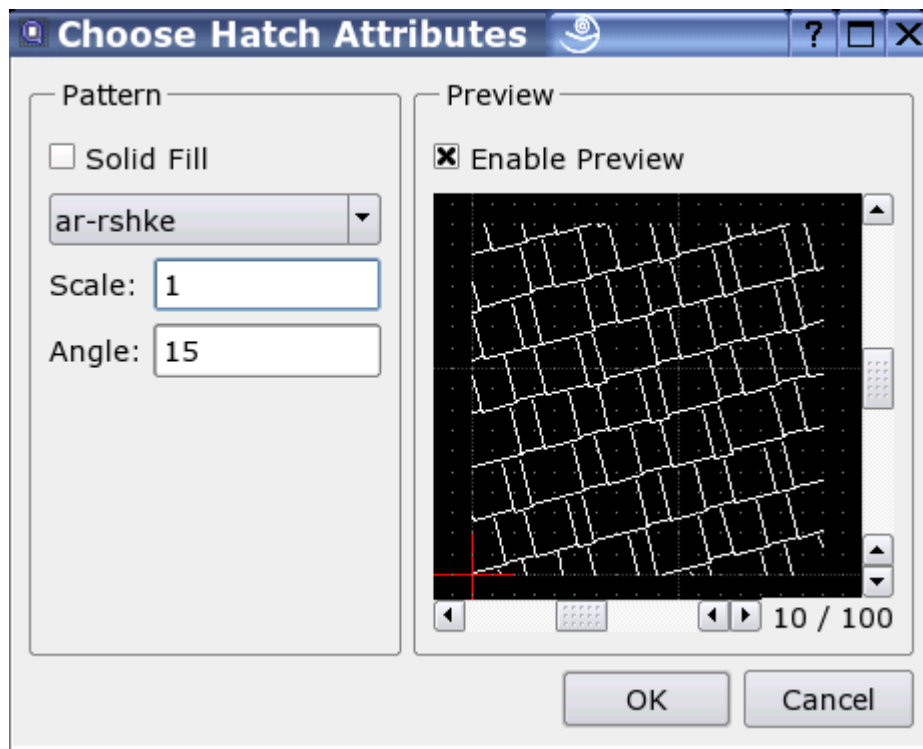 Choose Hatch Attributes ?
Pattern
Solid Fill
ar-rshke
Scale: 1
Angle: 15
Preview
Enable Preview
10 / 100
OK Cancel